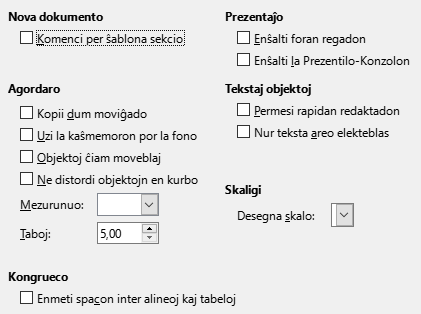 Nova dokumento
Komenci per ŝablona sekcio
Agordaro
Kopii dum moviĝado
Uzi la kaŝmemoron por la fono
Objektoj ĉiam moveblaj
Ne distordi objektojn en kurbo
Mezurunuo:
Taboj: 5,00
Kongrueco
Enmeti spacon inter alineoj kaj tabeloj
Prezentaĵo
Enŝalti foran regadon
Enŝalti la Prezentilo-Konzolon
Tekstaj objektoj
Permesi rapidan redaktadon
Nur teksta areo elekteblas
Skaligi
Desegna skalo: